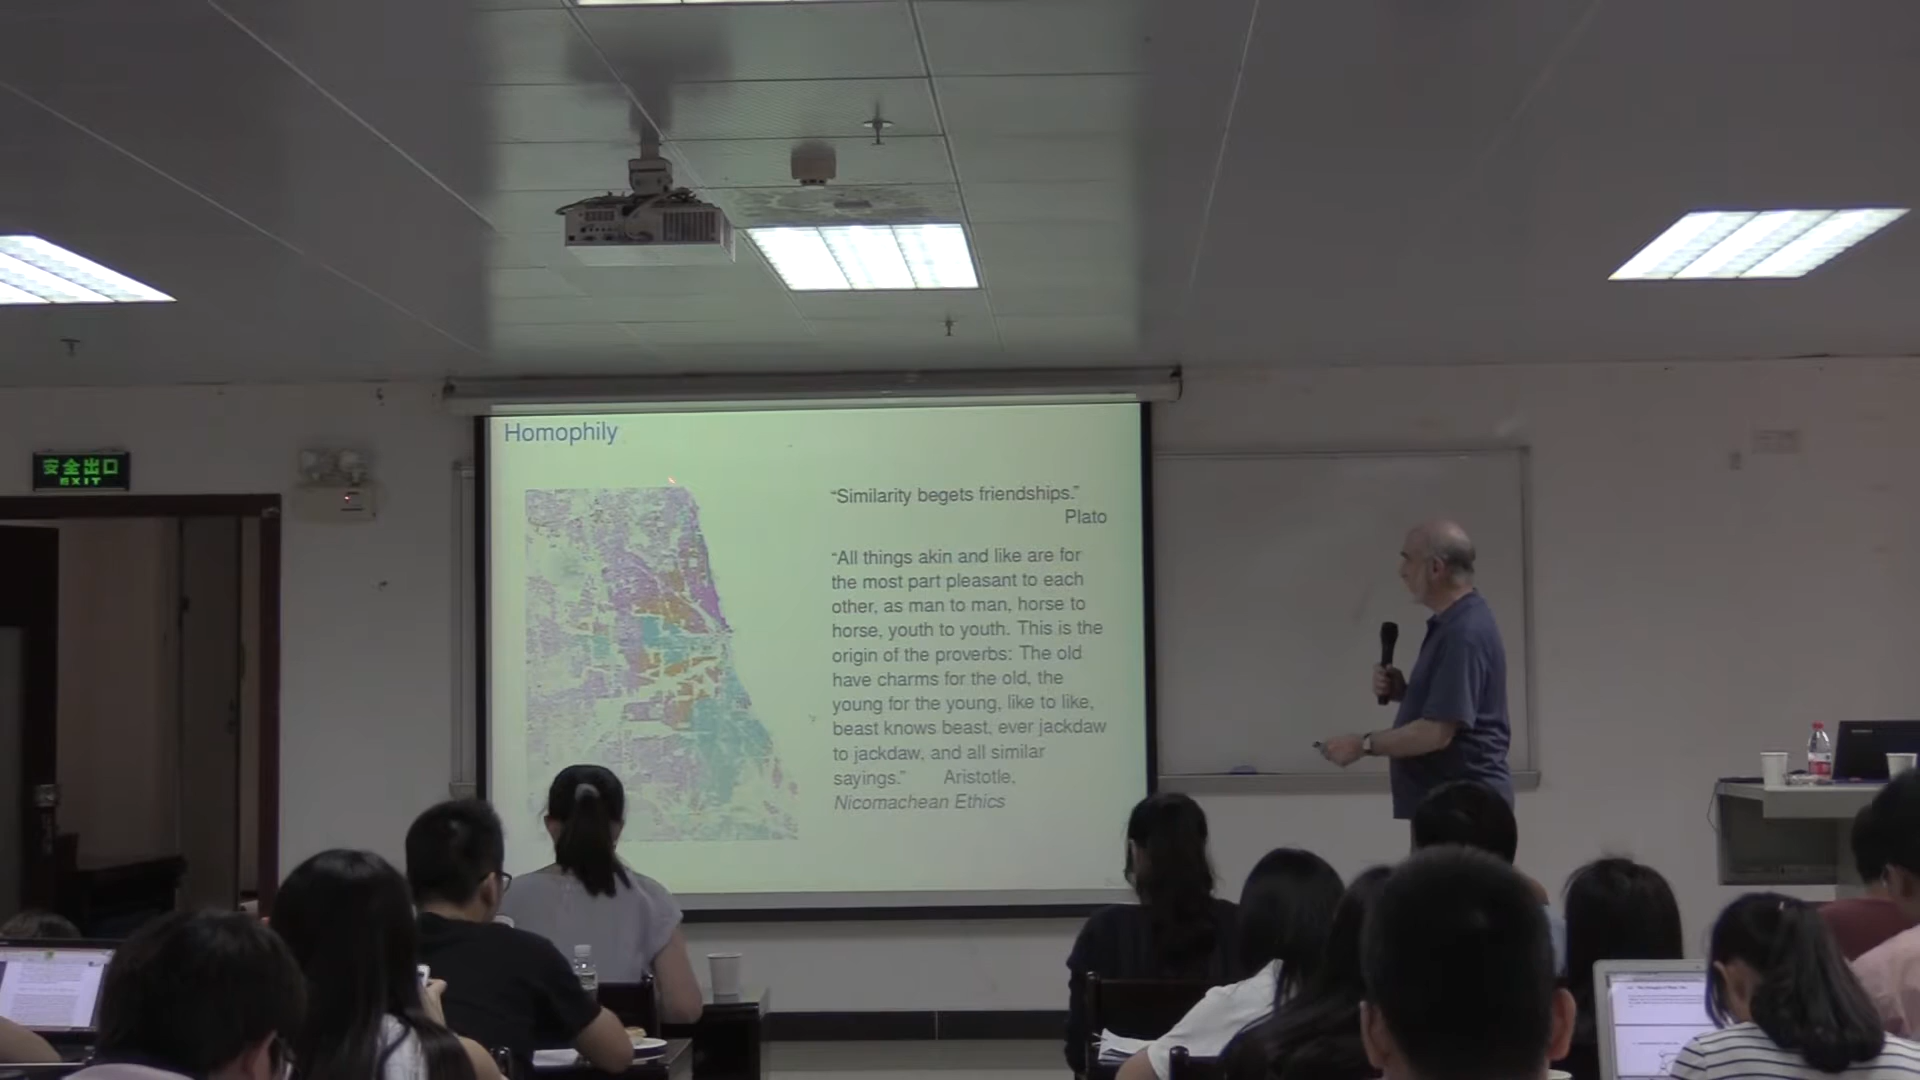 Homophily
“Similarity begets friendships.”
Plato
“All things akin and like are for
the most part pleasant to each
other, as man to man, horse to
horse, youth to youth. This is the
origin of the proverbs: The old
have charms for the old, the
young for the young, like to like,
beast knows beast, ever jackdaw
to jackdaw, and all similar
sayings.” Aristotle,
Nicomachean Ethics
安全出口
EXIT